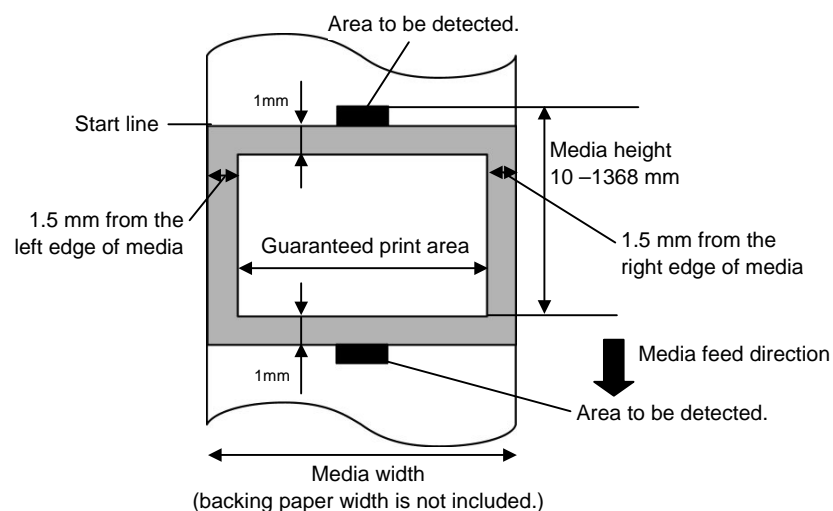 Area to be detected.
1mm
Start line
Media height
10 –1368 mm
1.5 mm from the
left edge of media
Guaranteed print area
1.5 mm from the
right edge of media
Media feed direction
1mm
Area to be detected.
Media width
(backing paper width is not included.)